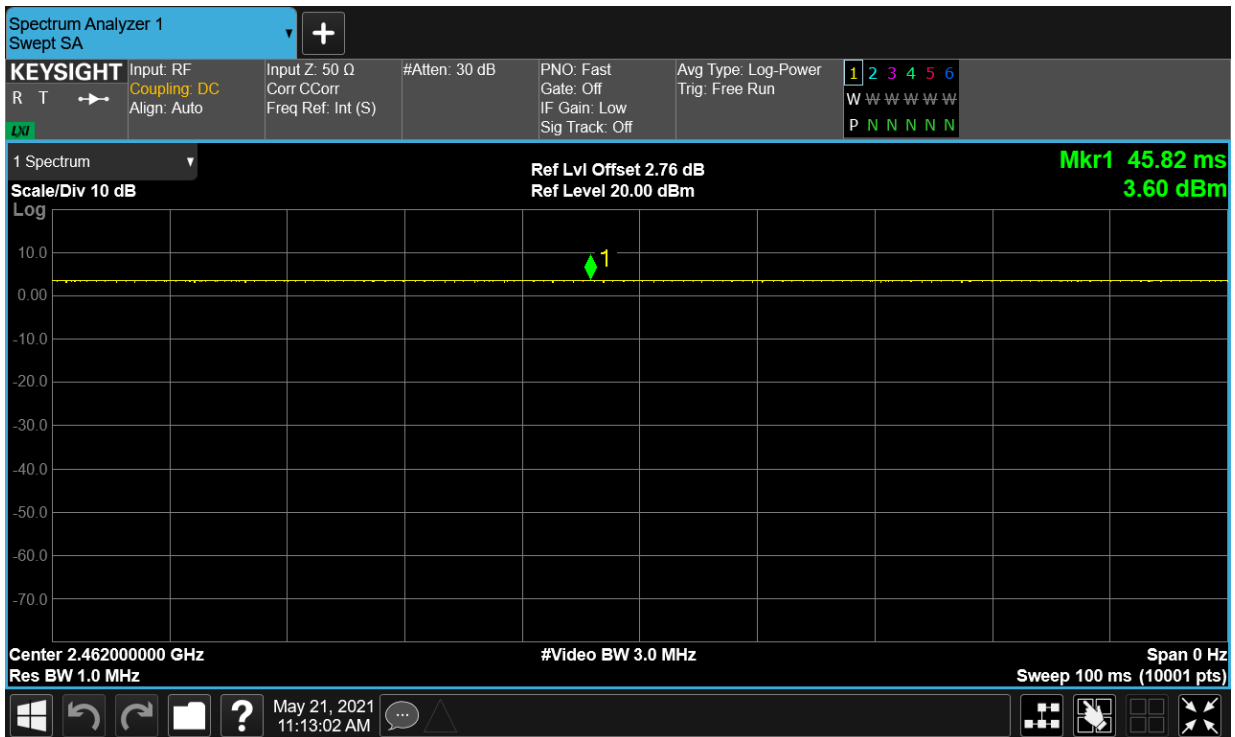 Spectrum Analyzer 1
Swept SA
+
KEYSIGHT
R T
LXI
Input: RF
Coupling: DC
Align: Auto
Input Z: 50 Ω
Corr CCorr
Freq Ref: Int (S)
#Atten: 30 dB
PNO: Fast
Gate: Off
IF Gain: Low
Sig Track: Off
Avg Type: Log-Power
Trig: Free Run
1 2 3 4 5 6
W W W W W W
P N N N N N
1 Spectrum
Scale/Div 10 dB
Ref Lvl Offset 2.76 dB
Ref Level 20.00 dBm
Mkr1 45.82 ms
3.60 dBm
Log
1
10.0
0.00
-10.0
-20.0
-30.0
-40.0
-50.0
-60.0
-70.0
Center 2.462000000 GHz
#Video BW 3.0 MHz
Span 0 Hz
Res BW 1.0 MHz
Sweep 100 ms (10001 pts)
?
May 21, 2021
11:13:02 AM